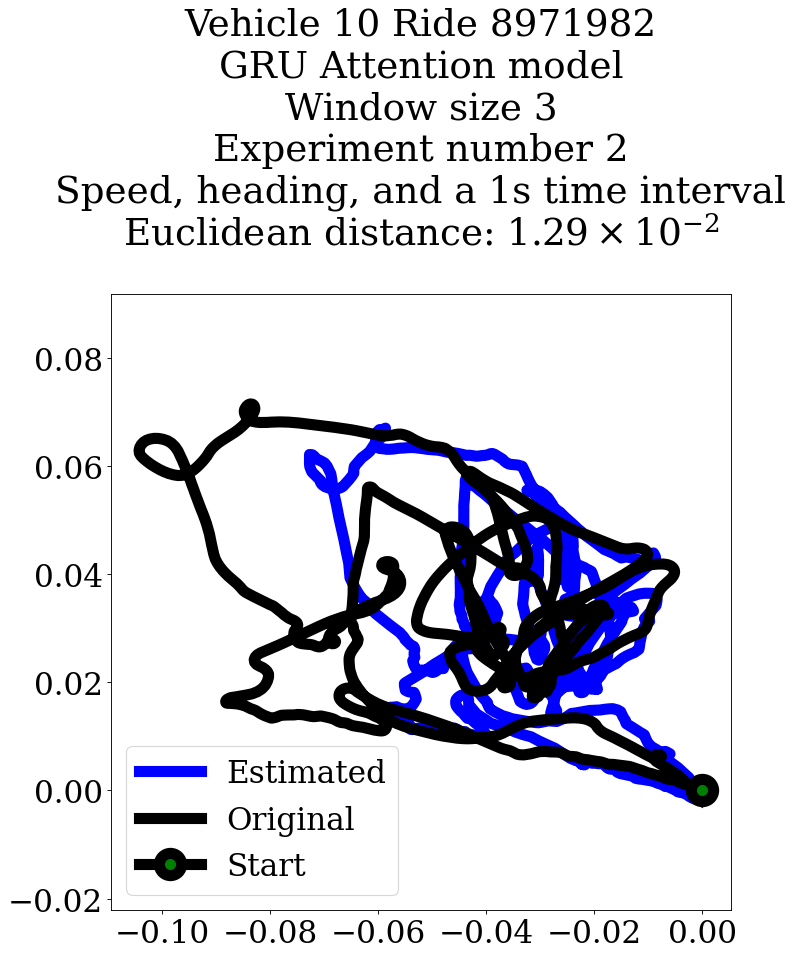 Vehicle 10 Ride 8971982
GRU Attention model
Window size 3
Experiment number 2
Speed, heading, and a 1s time interval
Euclidean distance: 1.29 × 10⁻²
0.08
0.06
0.04
0.02
0.00
−0.02
Estimated
Original
Start
−0.10 −0.08 −0.06 −0.04 −0.02 0.00